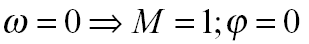 ω = 0 ⇒ M = 1; φ = 0